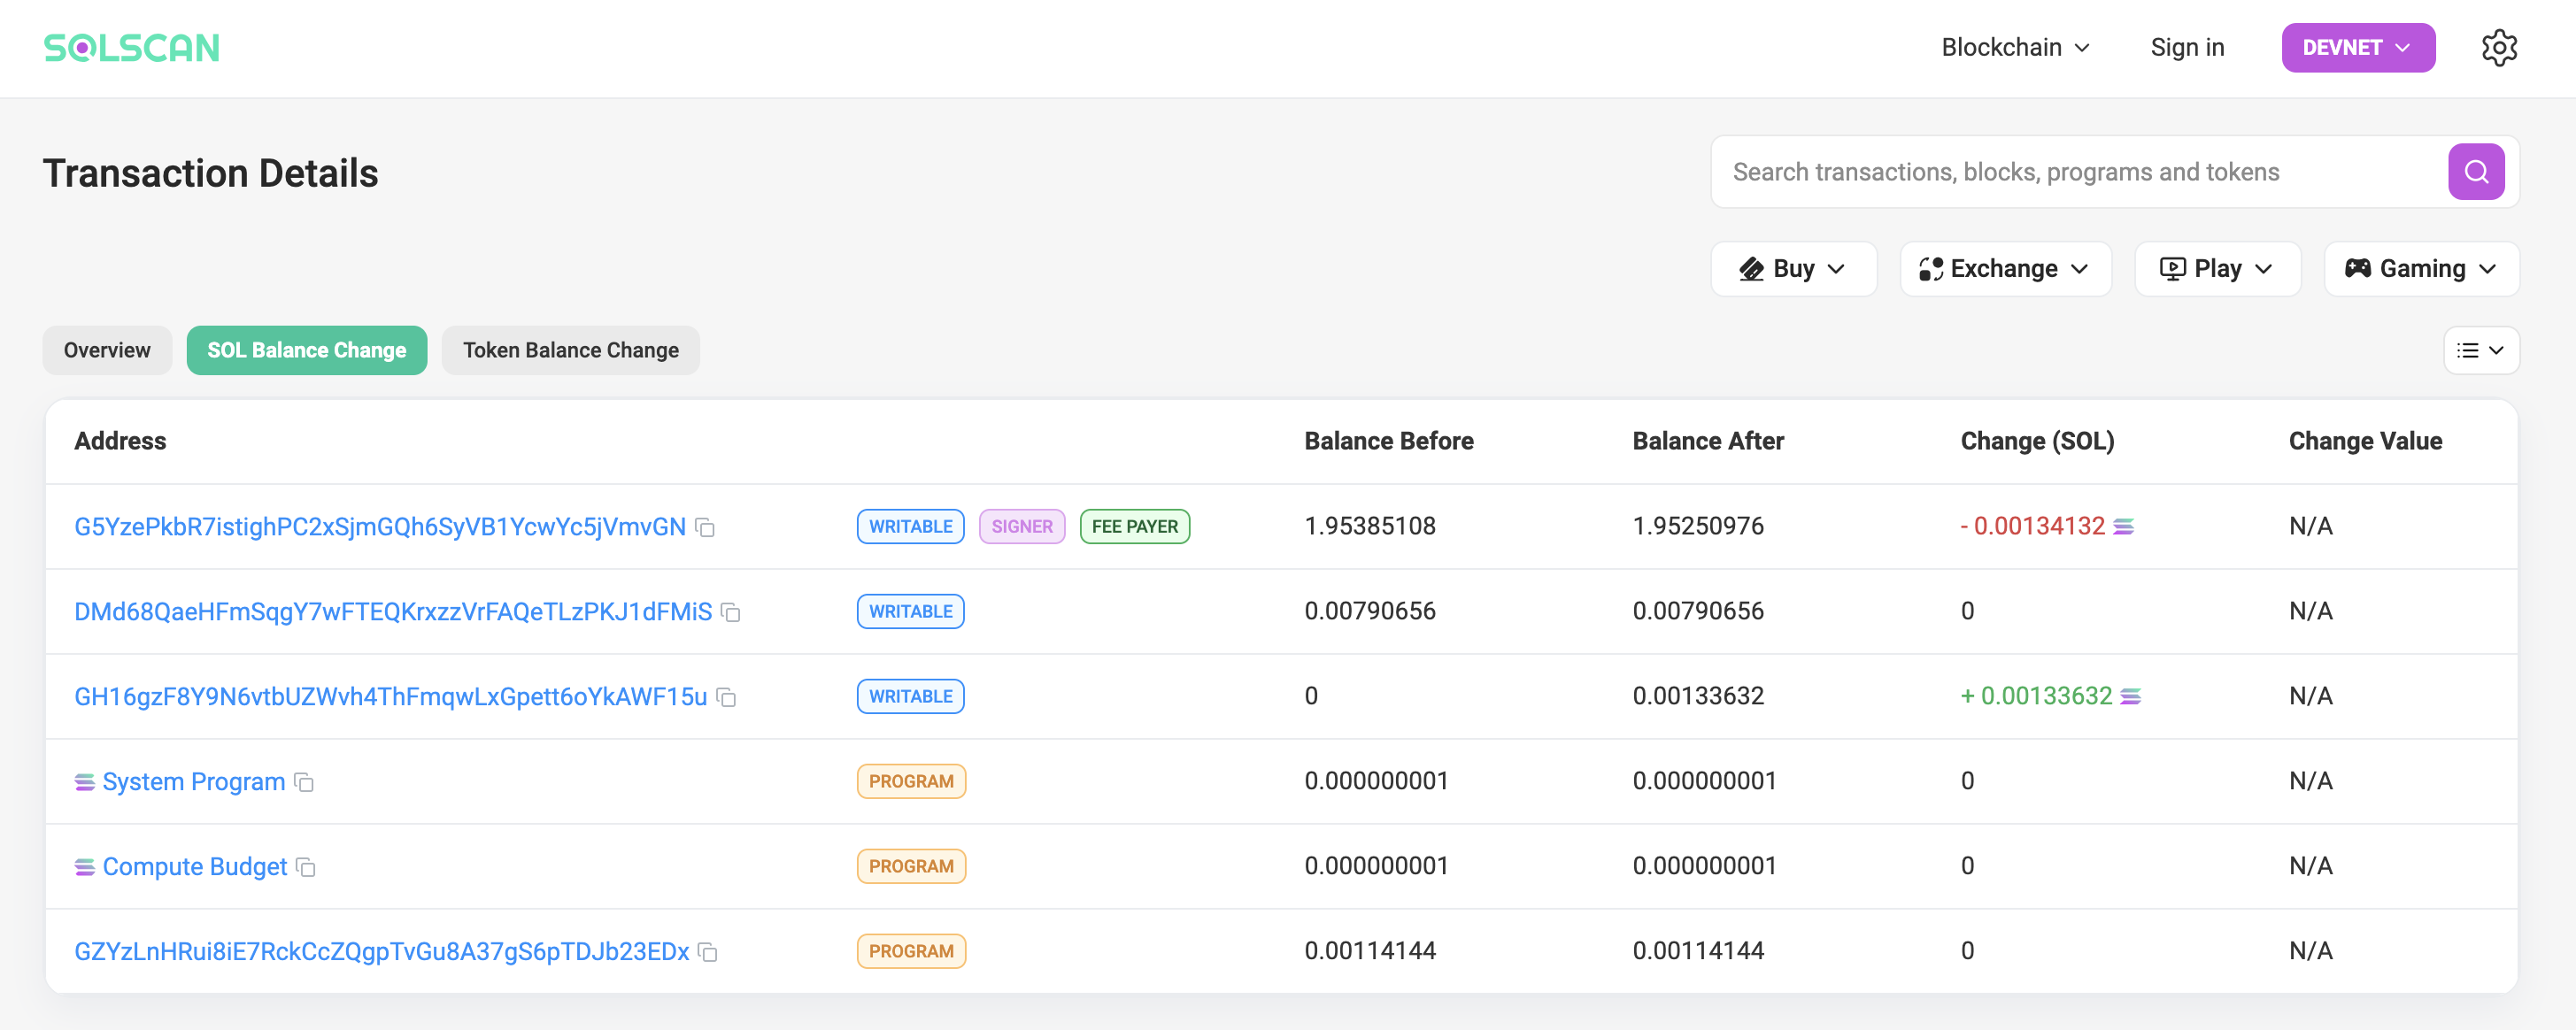 SOLSCAN
Blockchain
Sign in
DEVNET
Transaction Details
Search transactions, blocks, programs and tokens
Buy
Exchange
Play
Gaming
Overview
SOL Balance Change
Token Balance Change
Address Balance Before Balance After Change (SOL) Change Value
G5YzePkbR7istighPC2xSjmGQh6SyVB1YcwYc5jVmvGN WRITABLE SIGNER FEE PAYER 1.95385108 1.95250976 - 0.00134132 N/A
DMd68QaeHFmSqgY7wFTEQKrxzzVrFAQeTLzPKJ1dFMiS WRITABLE 0.00790656 0.00790656 0 N/A
GH16gzF8Y9N6vtbUZWvh4ThFmqwLxGpett6oYkAWF15u WRITABLE 0 0.00133632 + 0.00133632 N/A
System Program PROGRAM 0.000000001 0.000000001 0 N/A
Compute Budget PROGRAM 0.000000001 0.000000001 0 N/A
GZYzLnHRui8iE7RckCcZQgpTvGu8A37gS6pTDJb23EDx PROGRAM 0.00114144 0.00114144 0 N/A